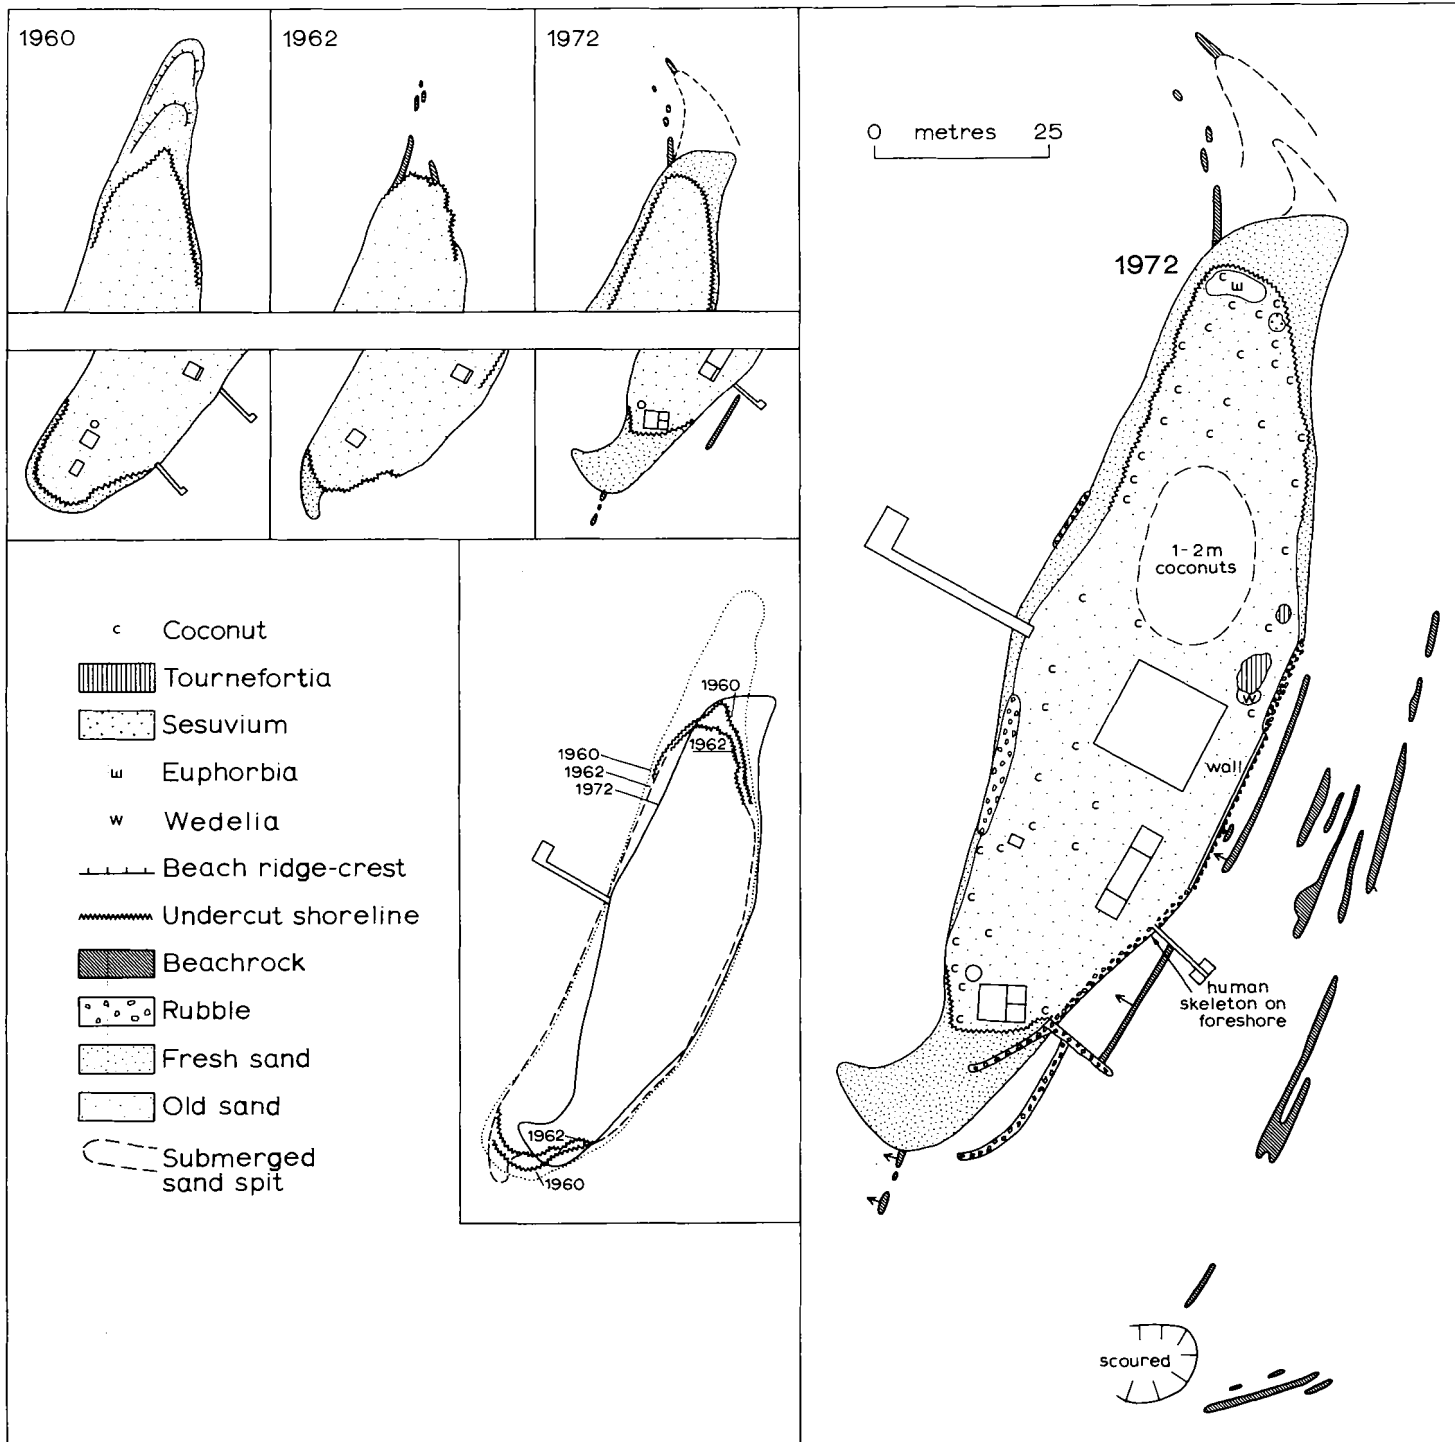 1960
1962
1972
0 metres 25
1972
E
1-2m
coconuts
W
wall
human
skeleton on
foreshore
scoured
c Coconut
Tournefortia
Sesuvium
E Euphorbia
W Wedelia
Beach ridge-crest
Undercut shoreline
Beachrock
Rubble
Fresh sand
Old sand
Submerged
sand spit
1960
1960
1962
1962
1972
1962
1960